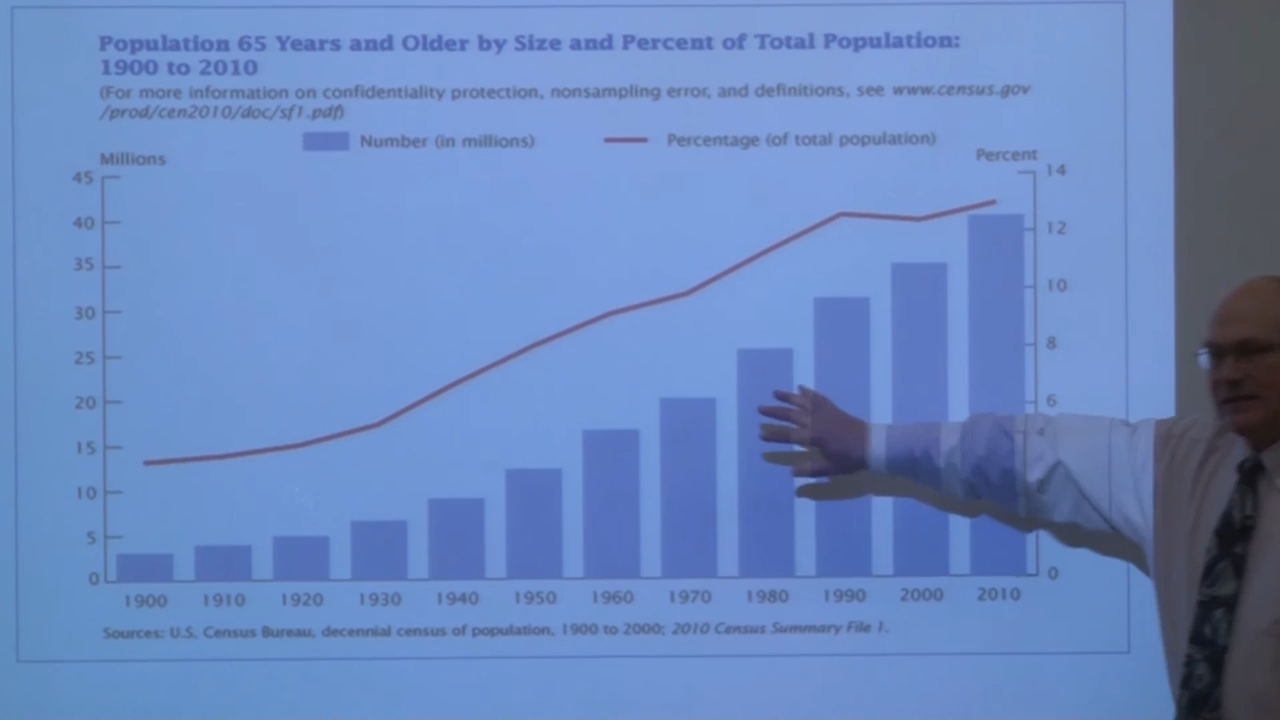 Population 65 Years and Older by Size and Percent of Total Population:
1900 to 2010
(For more information on confidentiality protection, nonsampling error, and definitions, see www.census.gov
/prod/cen2010/doc/sf1.pdf)
Number (in millions) Percentage (of total population)
Millions Percent
45 14
40 12
35
30 10
25 8
20 6
15
10
5
0 0
1900 1910 1920 1930 1940 1950 1960 1970 1980 1990 2000 2010
Sources: U.S. Census Bureau, decennial census of population, 1900 to 2000; 2010 Census Summary File 1.